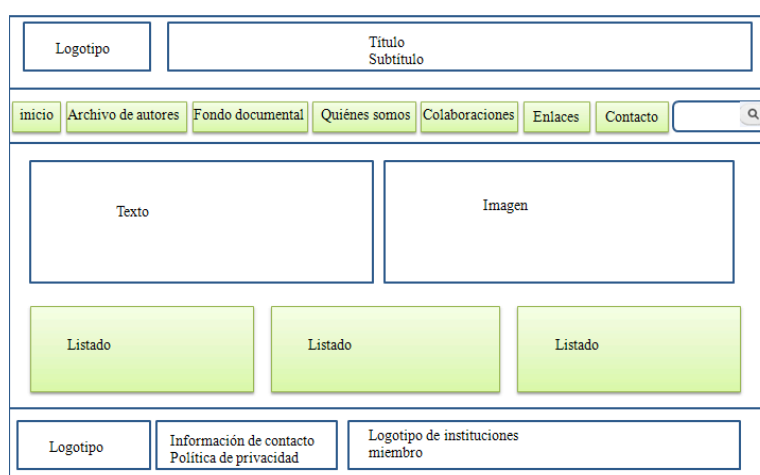 Logotipo
Título
Subtítulo
inicio
Archivo de autores
Fondo documental
Quiénes somos
Colaboraciones
Enlaces
Contacto
Texto
Imagen
Listado
Listado
Listado
Logotipo
Información de contacto
Política de privacidad
Logotipo de instituciones
miembro